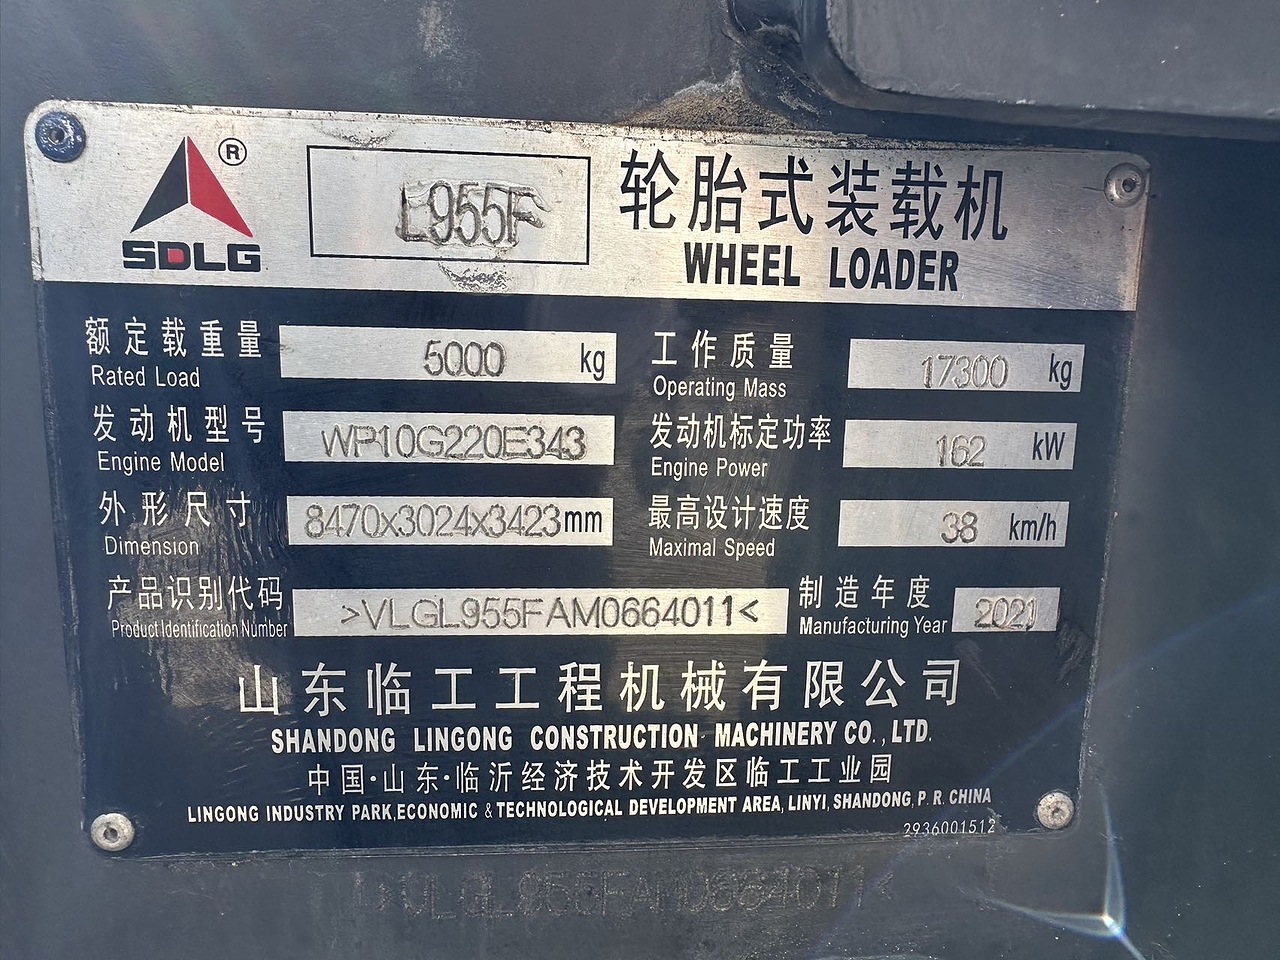 ®
SDLG
L955F
轮胎式装载机
WHEEL LOADER
额定载重量 5000 kg
Rated Load
工作质量 17300 kg
Operating Mass
发动机型号 WP10G220E343
Engine Model
发动机标定功率 162 kW
Engine Power
外形尺寸 8470x3024x3423mm
Dimension
最高设计速度 38 km/h
Maximal Speed
产品识别代码 >VLGL955FAM0664011<
Product Identification Number
制造年度 2021
Manufacturing Year
山东临工工程机械有限公司
SHANDONG LINGONG CONSTRUCTION MACHINERY CO., LTD.
中国·山东·临沂经济技术开发区临工工业园
LINGONG INDUSTRY PARK,ECONOMIC & TECHNOLOGICAL DEVELOPMENT AREA, LINYI, SHANDONG, P. R. CHINA
2936001512
>VLGL955FAM0664011<